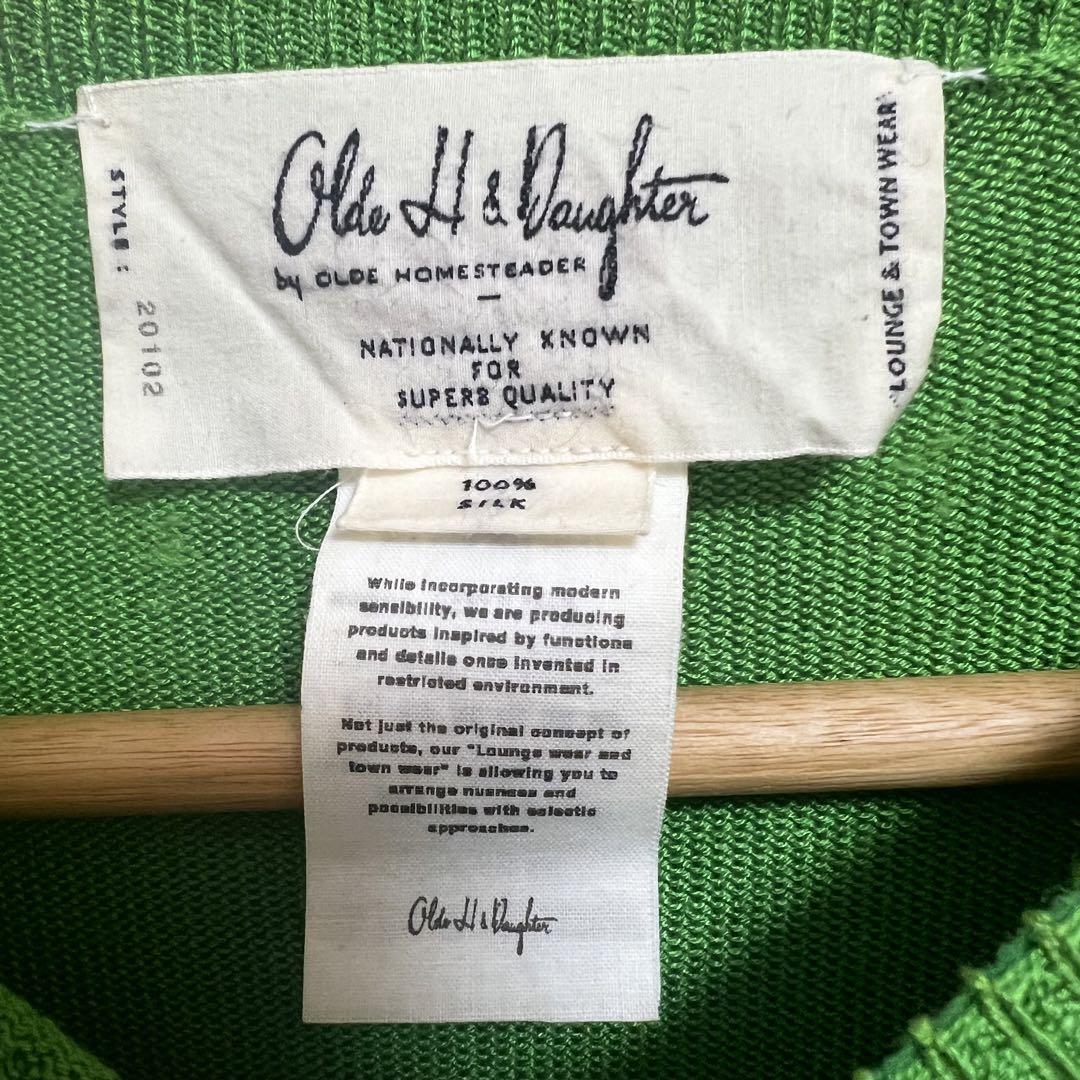 Olde H & Daughter
by OLDE HOMESTEADER
NATIONALLY KNOWN
FOR
SUPERB QUALITY
STYLE : 20102
LOUNGE & TOWN WEAR
100%
SILK
While incorporating modern
sensibility, we are producing
products inspired by functions
and details once invented in
restricted environment.
Not just the original concept of
products, our "Lounge wear and
town wear" is allowing you to
arrange nuances and
possibilities with eclectic
approaches.
Olde H & Daughter